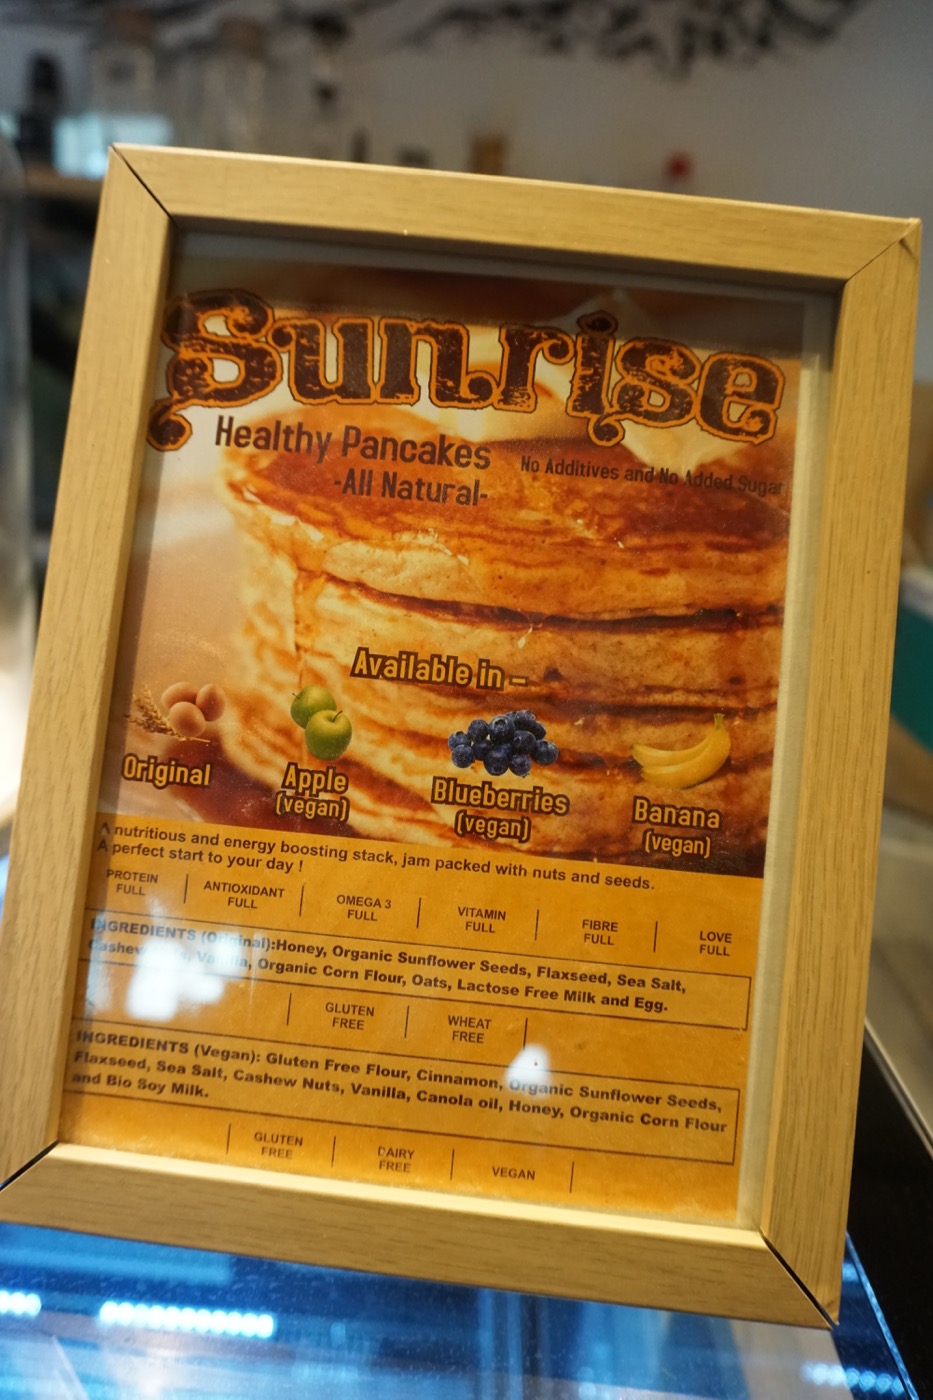 Sunrise
Healthy Pancakes
-All Natural-
No Additives and No Added Sugar
Available in –
Original
Apple
(vegan)
Blueberries
(vegan)
Banana
(vegan)
A nutritious and energy boosting stack, jam packed with nuts and seeds.
A perfect start to your day !
PROTEIN
FULL
ANTIOXIDANT
FULL
OMEGA 3
FULL
VITAMIN
FULL
FIBRE
FULL
LOVE
FULL
INGREDIENTS (Original):Honey, Organic Sunflower Seeds, Flaxseed, Sea Salt,
Cashew Nuts, Vanilla, Organic Corn Flour, Oats, Lactose Free Milk and Egg.
GLUTEN
FREE
WHEAT
FREE
INGREDIENTS (Vegan): Gluten Free Flour, Cinnamon, Organic Sunflower Seeds,
Flaxseed, Sea Salt, Cashew Nuts, Vanilla, Canola oil, Honey, Organic Corn Flour
and Bio Soy Milk.
GLUTEN
FREE
DAIRY
FREE
VEGAN